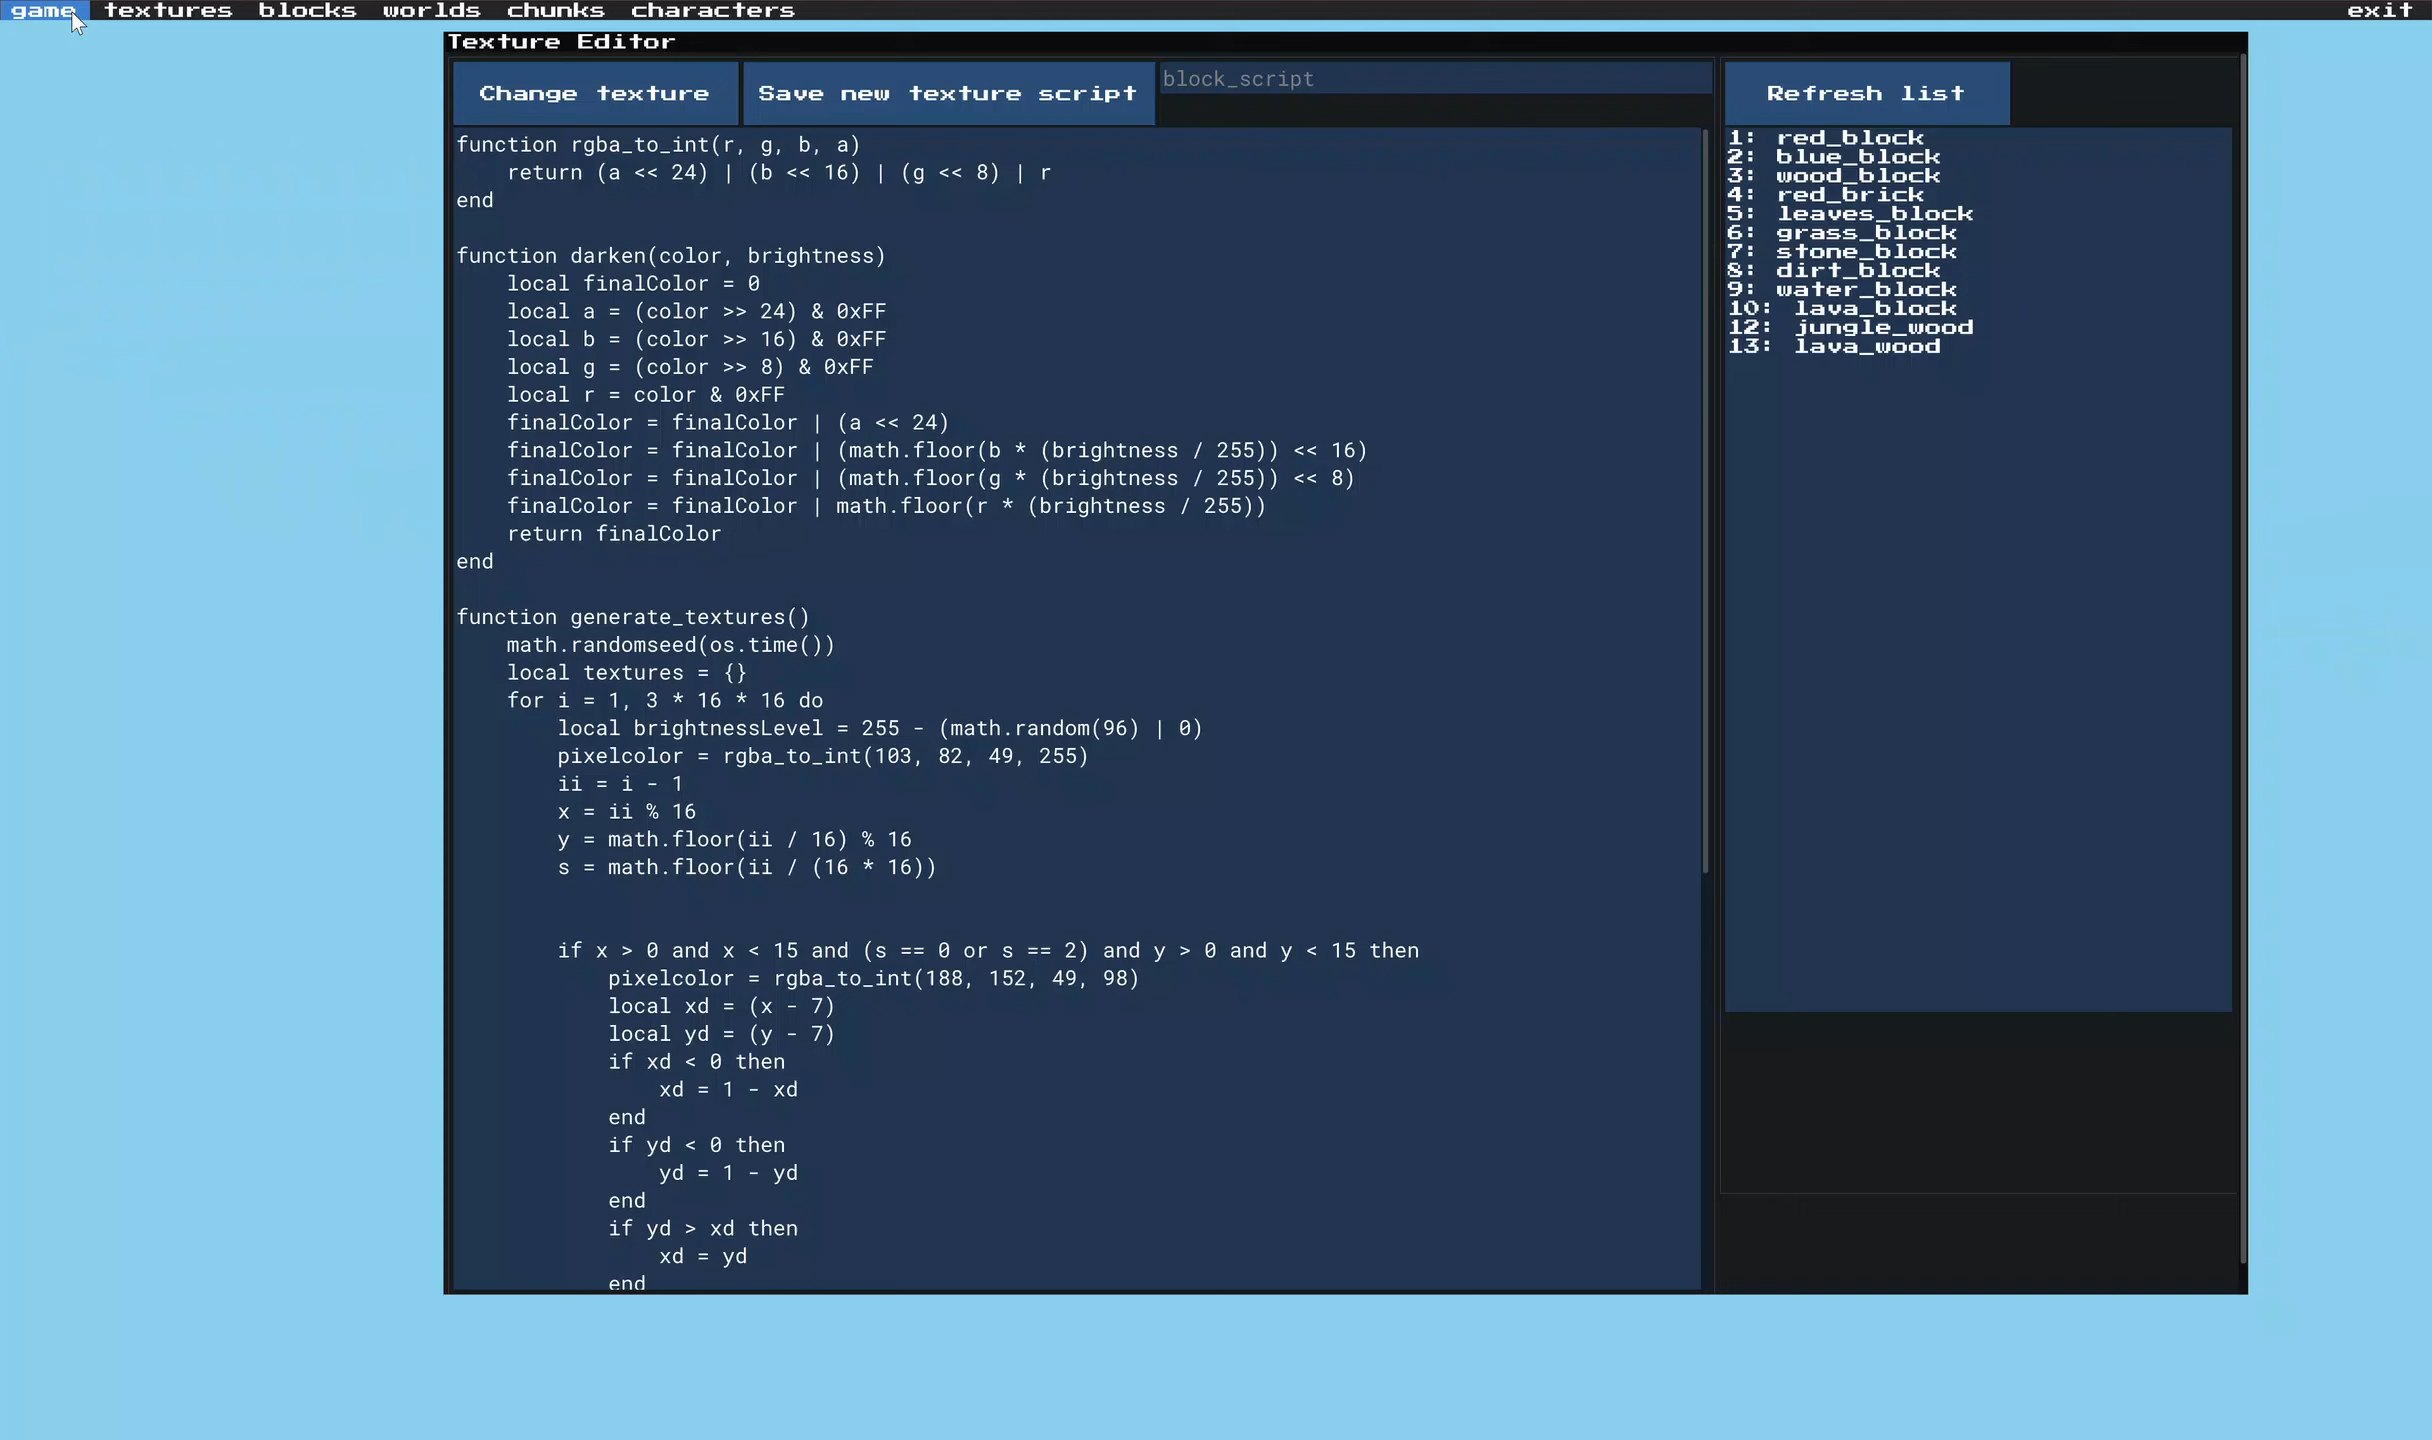 game textures blocks worlds chunks characters exit
Texture Editor
Change texture Save new texture script block_script
function rgba_to_int(r, g, b, a)
    return (a << 24) | (b << 16) | (g << 8) | r
end

function darken(color, brightness)
    local finalColor = 0
    local a = (color >> 24) & 0xFF
    local b = (color >> 16) & 0xFF
    local g = (color >> 8) & 0xFF
    local r = color & 0xFF
    finalColor = finalColor | (a << 24)
    finalColor = finalColor | (math.floor(b * (brightness / 255)) << 16)
    finalColor = finalColor | (math.floor(g * (brightness / 255)) << 8)
    finalColor = finalColor | math.floor(r * (brightness / 255))
    return finalColor
end

function generate_textures()
    math.randomseed(os.time())
    local textures = {}
    for i = 1, 3 * 16 * 16 do
        local brightnessLevel = 255 - (math.random(96) | 0)
        pixelcolor = rgba_to_int(103, 82, 49, 255)
        ii = i - 1
        x = ii % 16
        y = math.floor(ii / 16) % 16
        s = math.floor(ii / (16 * 16))

        if x > 0 and x < 15 and (s == 0 or s == 2) and y > 0 and y < 15 then
            pixelcolor = rgba_to_int(188, 152, 49, 98)
            local xd = (x - 7)
            local yd = (y - 7)
            if xd < 0 then
                xd = 1 - xd
            end
            if yd < 0 then
                yd = 1 - yd
            end
            if yd > xd then
                xd = yd
            end
Refresh list
1: red_block
2: blue_block
3: wood_block
4: red_brick
5: leaves_block
6: grass_block
7: stone_block
8: dirt_block
9: water_block
10: lava_block
12: jungle_wood
13: lava_wood